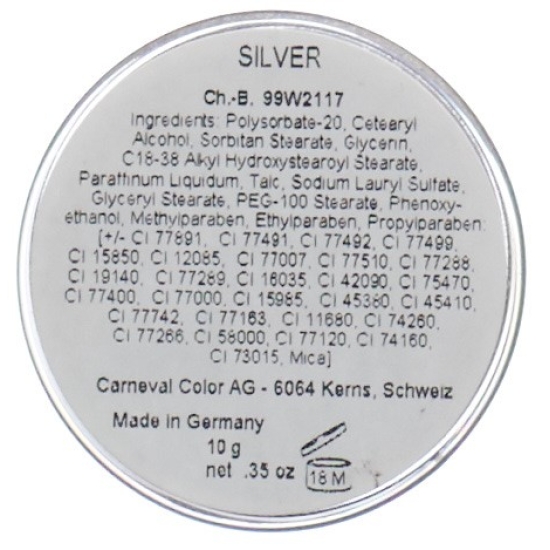 SILVER
Ch.-B. 99W2117
Ingredients: Polysorbate-20, Cetearyl
Alcohol, Sorbitan Stearate, Glycerin,
C18-38 Alkyl Hydroxystearoyl Stearate,
Paraffinum Liquidum, Talc, Sodium Lauryl Sulfate,
Glyceryl Stearate, PEG-100 Stearate, Phenoxy-
ethanol, Methylparaben, Ethylparaben, Propylparaben:
[+/- CI 77891, CI 77491, CI 77492, CI 77499,
CI 15850, CI 12085, CI 77007, CI 77510, CI 77288,
CI 19140, CI 77289, CI 16035, CI 42090, CI 75470,
CI 77400, CI 77000, CI 15985, CI 45380, CI 45410,
CI 77742, CI 77163, CI 11680, CI 74260,
CI 77266, CI 58000, CI 77120, CI 74160,
CI 73015, Mica]
Carneval Color AG - 6064 Kerns, Schweiz
Made in Germany
10 g
net .35 oz
18 M